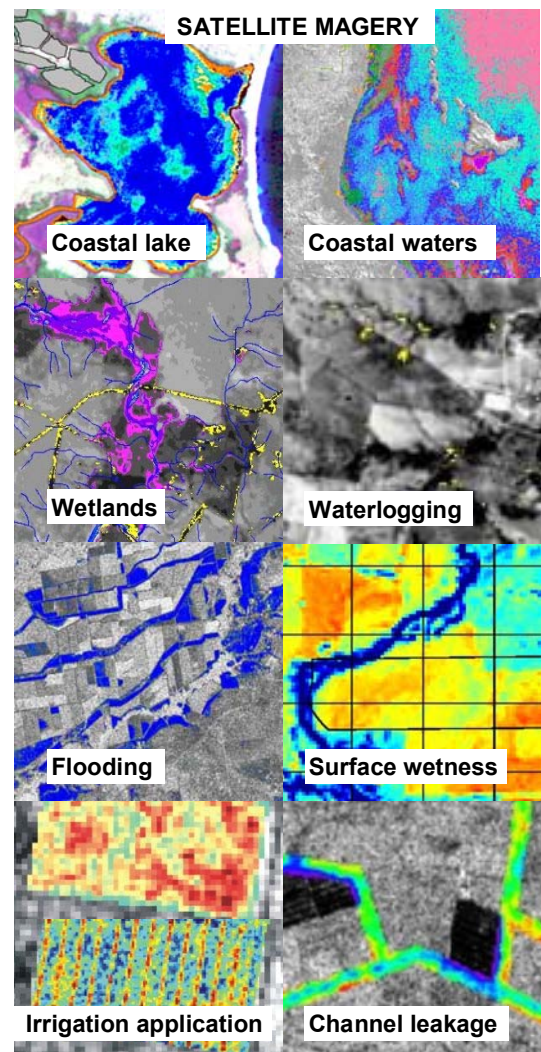 SATELLITE MAGERY
Coastal lake
Coastal waters
Wetlands
Waterlogging
Flooding
Surface wetness
Irrigation application
Channel leakage